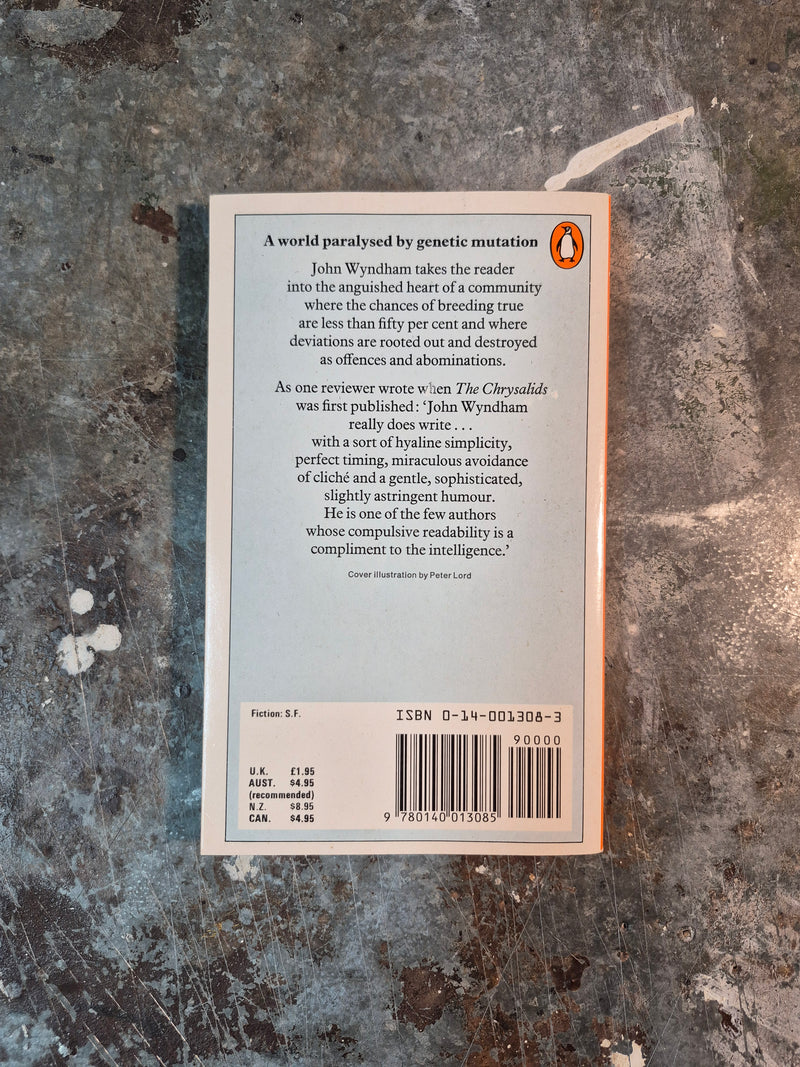 A world paralysed by genetic mutation
John Wyndham takes the reader
into the anguished heart of a community
where the chances of breeding true
are less than fifty per cent and where
deviations are rooted out and destroyed
as offences and abominations.
As one reviewer wrote when The Chrysalids
was first published: ‘John Wyndham
really does write . . .
with a sort of hyaline simplicity,
perfect timing, miraculous avoidance
of cliché and a gentle, sophisticated,
slightly astringent humour.
He is one of the few authors
whose compulsive readability is a
compliment to the intelligence.’
Cover illustration by Peter Lord
Fiction: S.F.
ISBN 0-14-001308-3
90000
U.K. £1.95
AUST. $4.95
(recommended)
N.Z. $8.95
CAN. $4.95
9 780140 013085